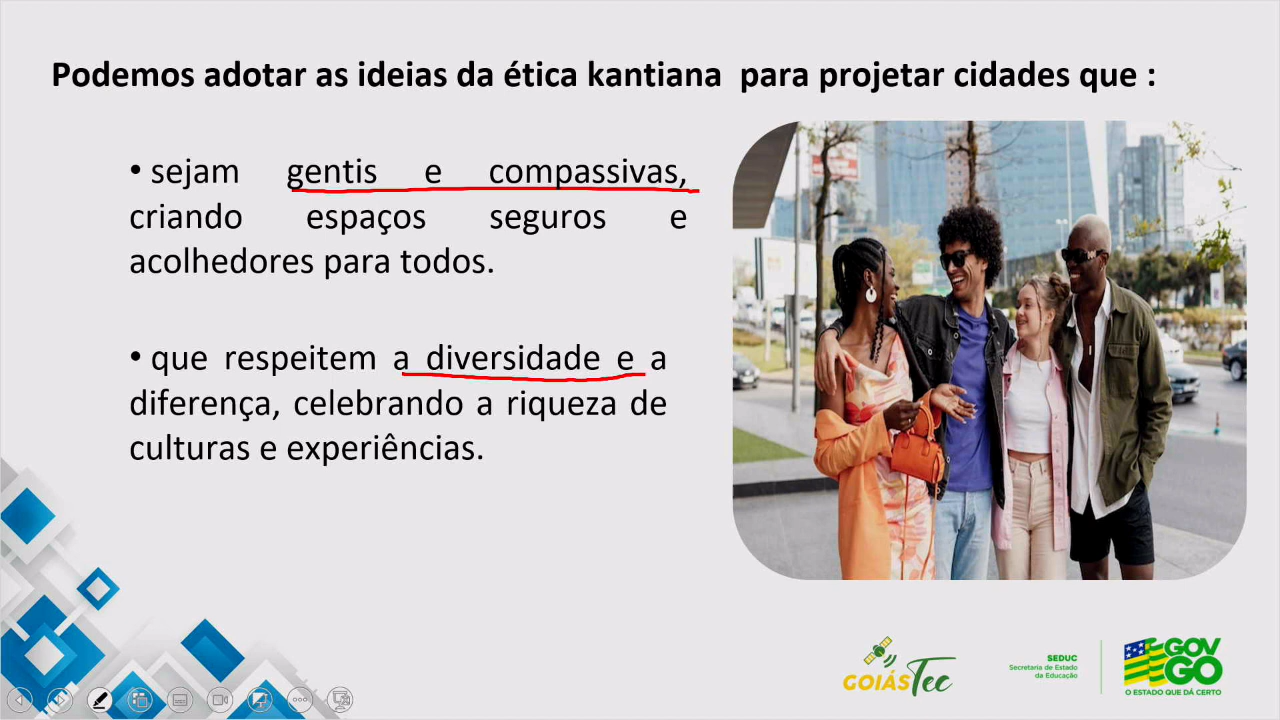 Podemos adotar as ideias da ética kantiana para projetar cidades que :
• sejam gentis e compassivas,
criando espaços seguros e
acolhedores para todos.
• que respeitem a diversidade e a
diferença, celebrando a riqueza de
culturas e experiências.
GOIÁSTec
SEDUC
Secretaria de Estado
da Educação
GOV
GO
O ESTADO QUE DÁ CERTO